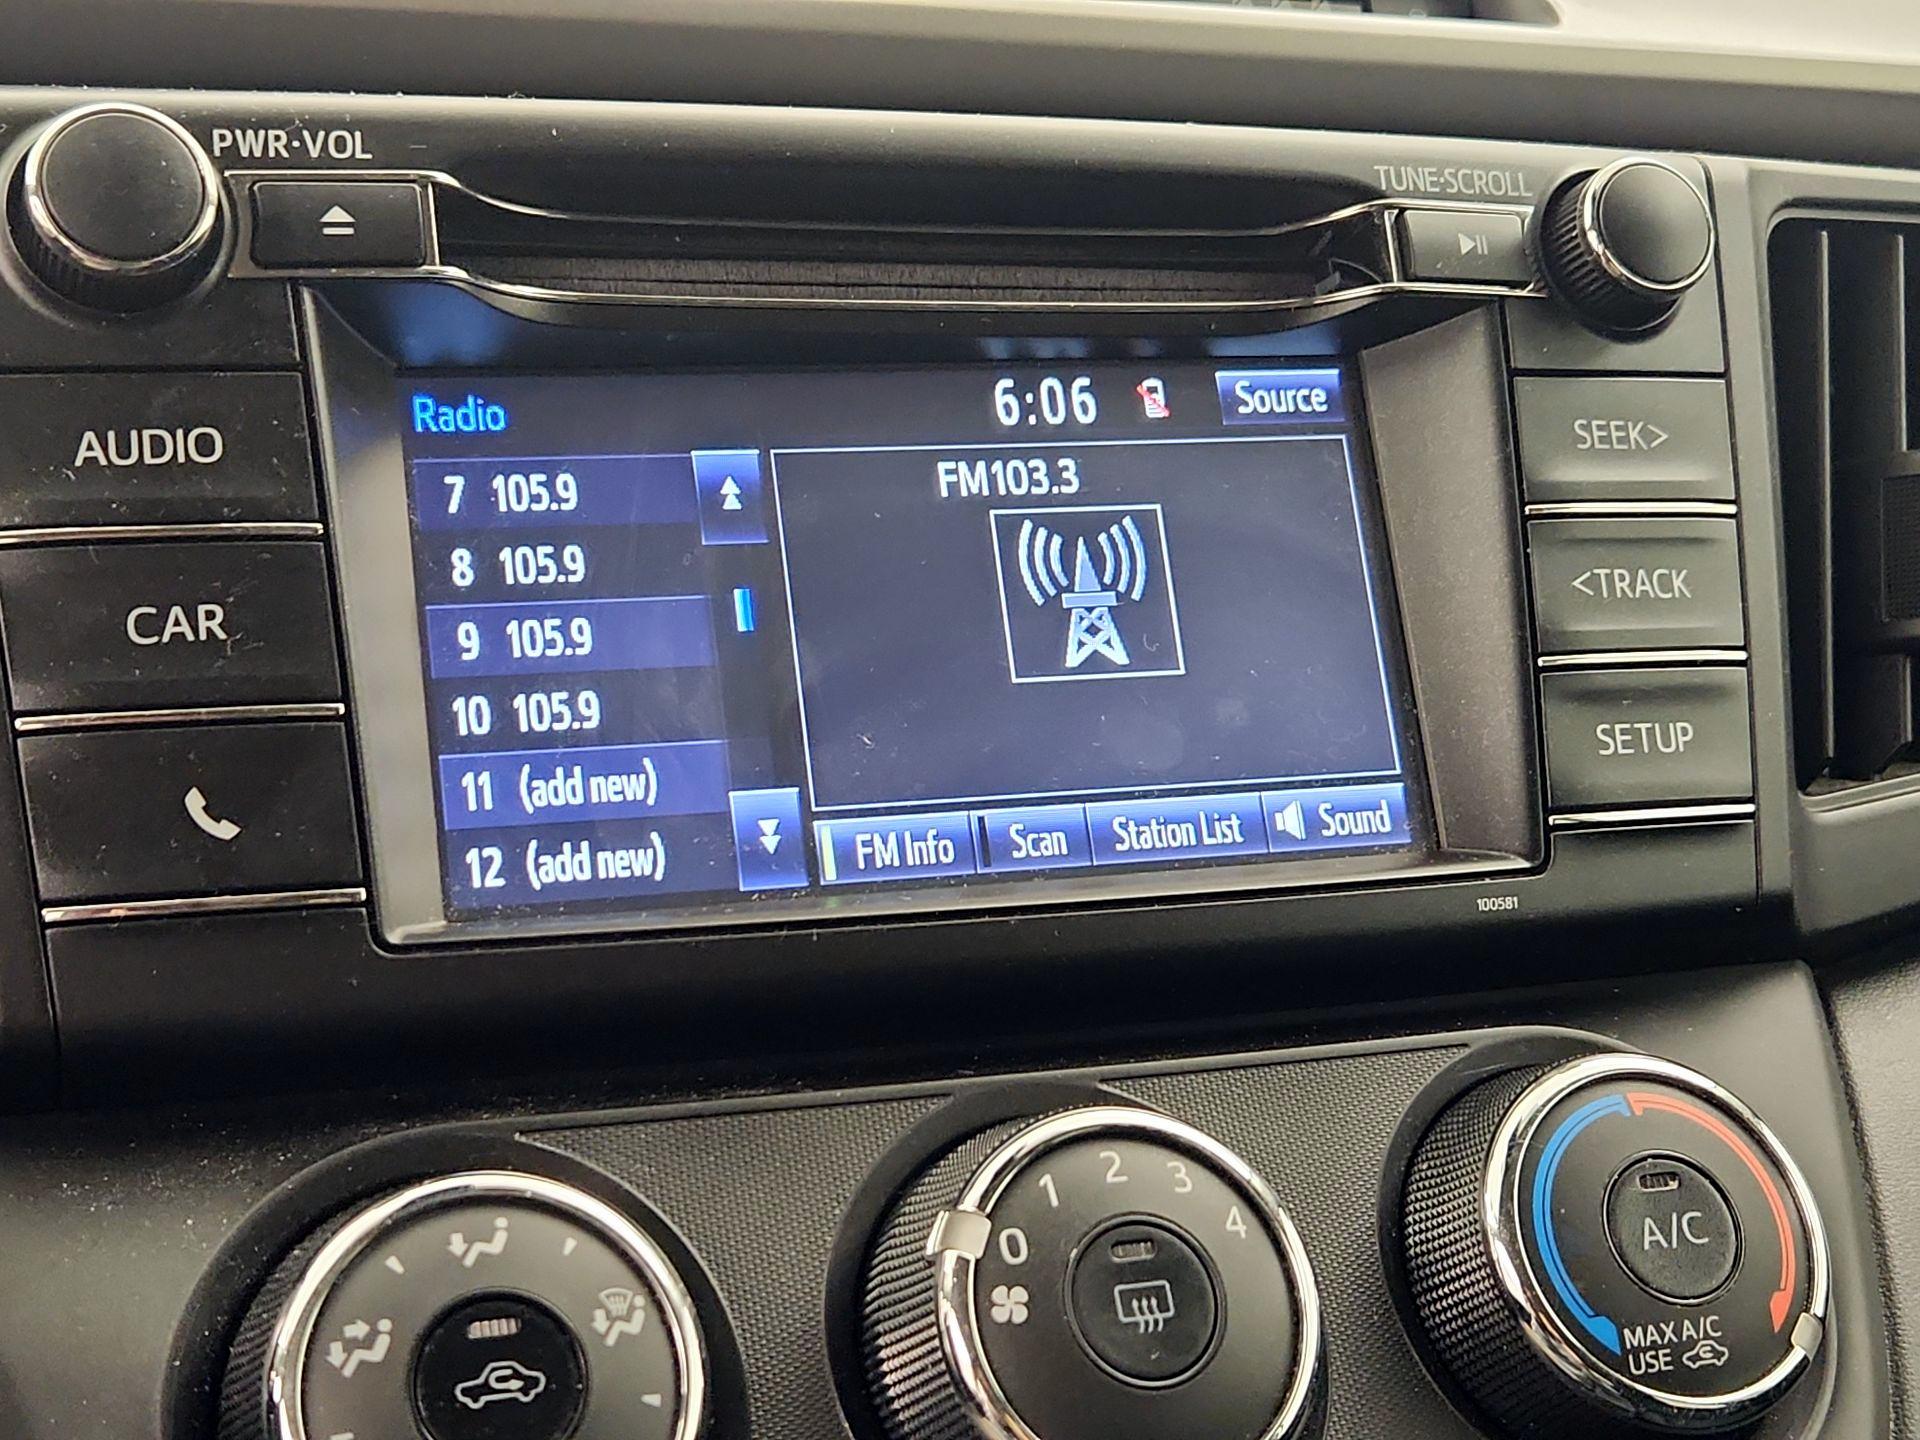 PWR·VOL
TUNE·SCROLL
AUDIO
CAR
SEEK>
<TRACK
SETUP
Radio
6:06
Source
7 105.9
8 105.9
9 105.9
10 105.9
11 (add new)
12 (add new)
FM103.3
FM Info
Scan
Station List
Sound
100581
0
1
2
3
4
A/C
MAX A/C
USE